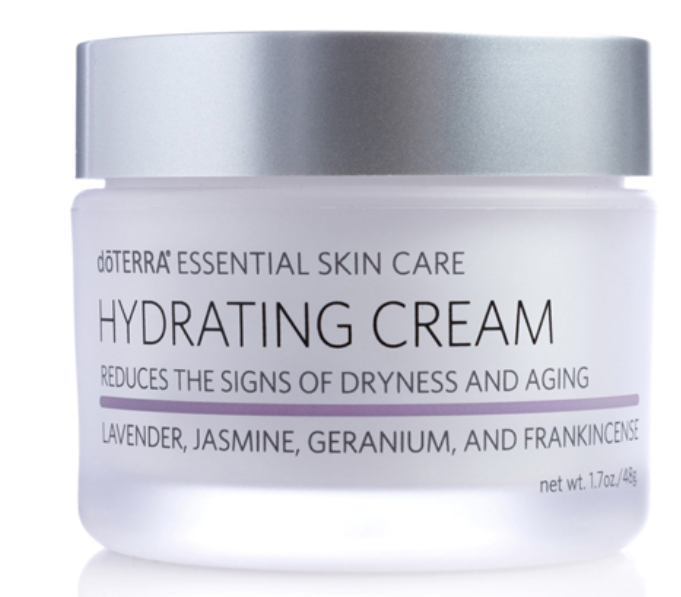 dōTERRA® ESSENTIAL SKIN CARE
HYDRATING CREAM
REDUCES THE SIGNS OF DRYNESS AND AGING
LAVENDER, JASMINE, GERANIUM, AND FRANKINCENSE
net wt. 1.7oz./48g